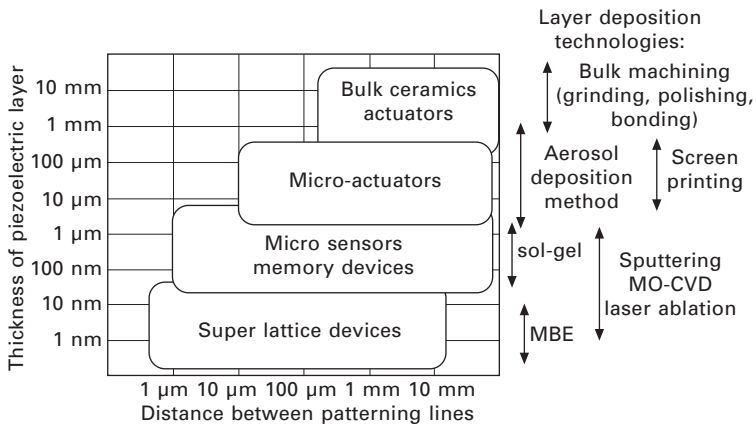 Layer deposition
technologies:
Bulk machining
(grinding, polishing,
bonding)
Aerosol
deposition
method
Screen
printing
sol-gel
Sputtering
MO-CVD
laser ablation
MBE
Thickness of piezoelectric layer
10 mm
1 mm
100 µm
10 µm
1 µm
100 nm
10 nm
1 nm
Bulk ceramics
actuators
Micro-actuators
Micro sensors
memory devices
Super lattice devices
1 µm 10 µm 100 µm 1 mm 10 mm
Distance between patterning lines